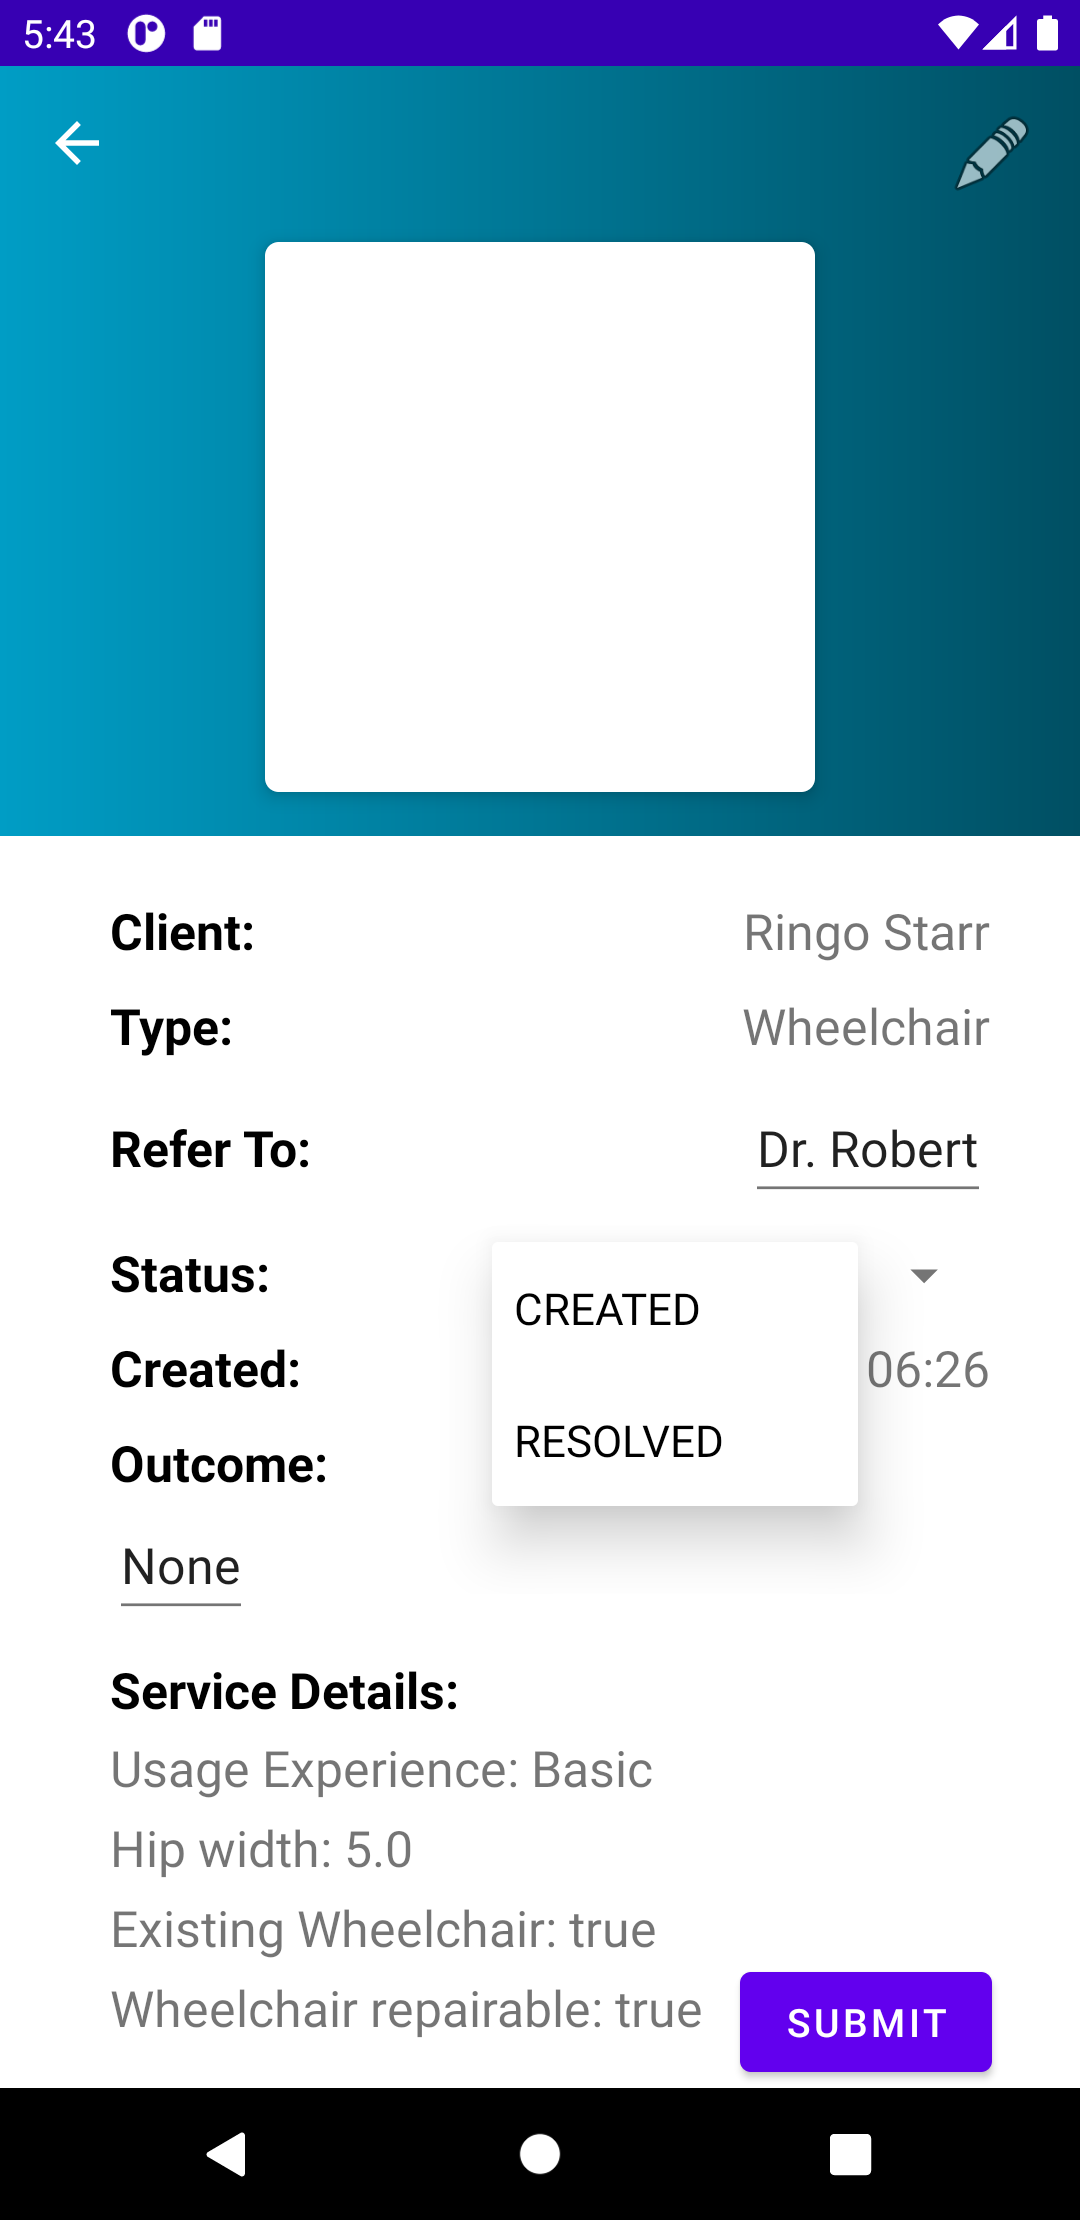 5:43
Client: Ringo Starr
Type: Wheelchair
Refer To: Dr. Robert
Status:
CREATED
Created: 06:26
RESOLVED
Outcome:
None
Service Details:
Usage Experience: Basic
Hip width: 5.0
Existing Wheelchair: true
Wheelchair repairable: true
SUBMIT